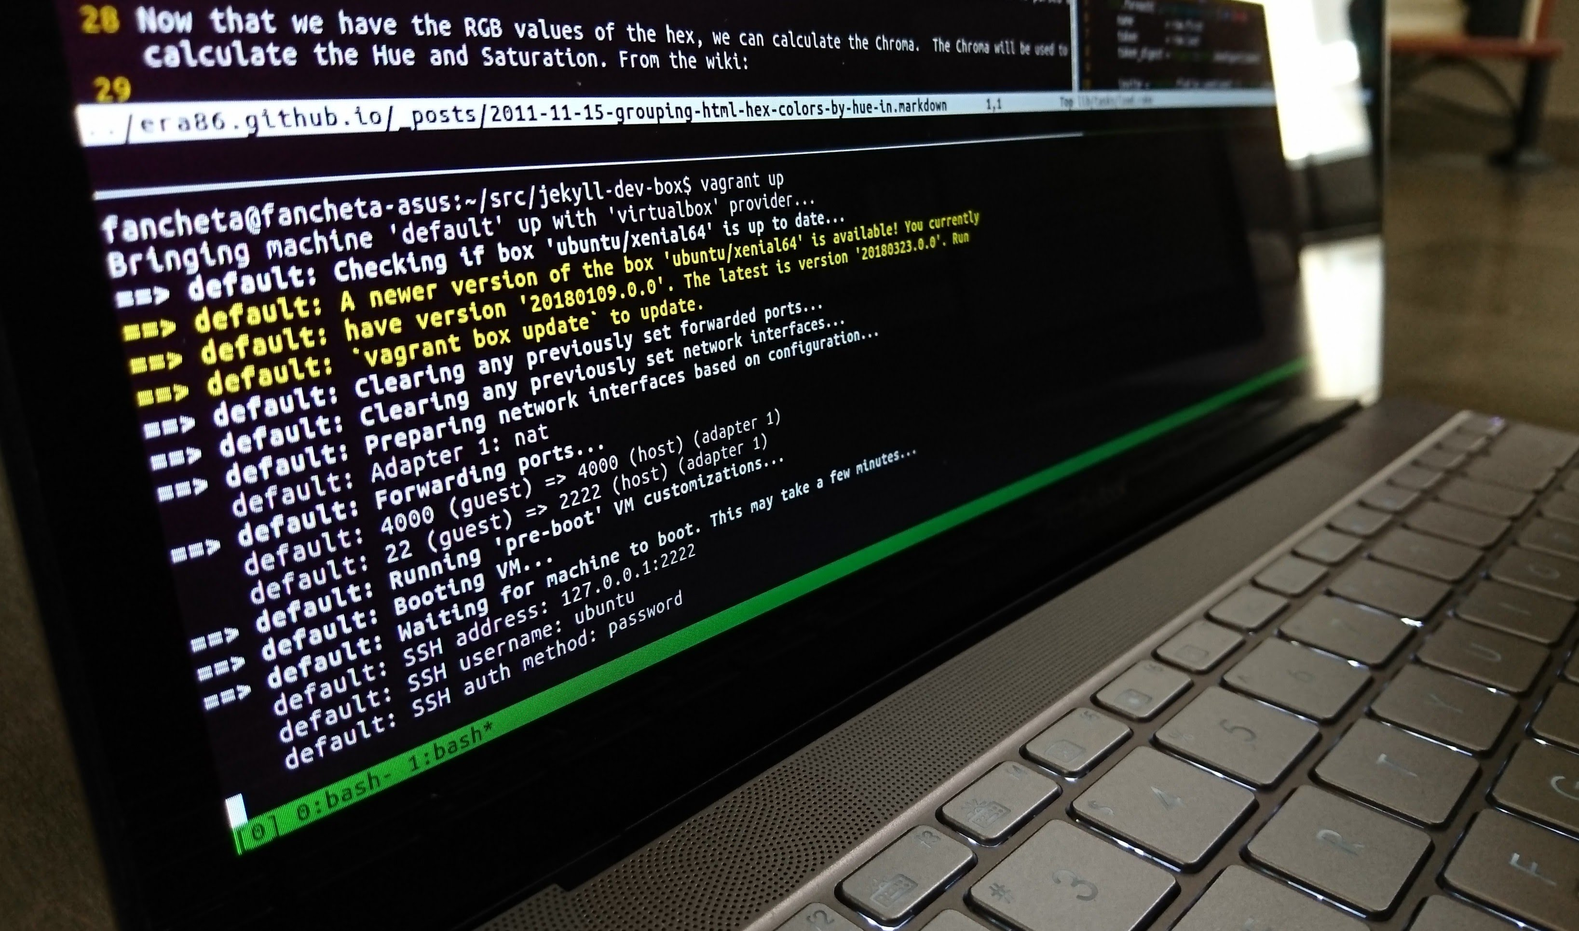 28 Now that we have the RGB values of the hex, we can calculate the Chroma. The Chroma will be used to
calculate the Hue and Saturation. From the wiki:
29
../era86.github.io/_posts/2011-11-15-grouping-html-hex-colors-by-hue-in.markdown 1,1 Top
fancheta@fancheta-asus:~/src/jekyll-dev-box$ vagrant up
Bringing machine 'default' up with 'virtualbox' provider...
==> default: Checking if box 'ubuntu/xenial64' is up to date...
==> default: A newer version of the box 'ubuntu/xenial64' is available! You currently
==> default: have version '20180109.0.0'. The latest is version '20180323.0.0'. Run
==> default: `vagrant box update` to update.
==> default: Clearing any previously set forwarded ports...
==> default: Clearing any previously set network interfaces...
==> default: Preparing network interfaces based on configuration...
default: Adapter 1: nat
==> default: Forwarding ports...
default: 4000 (guest) => 4000 (host) (adapter 1)
default: 22 (guest) => 2222 (host) (adapter 1)
==> default: Running 'pre-boot' VM customizations...
==> default: Booting VM...
==> default: Waiting for machine to boot. This may take a few minutes...
default: SSH address: 127.0.0.1:2222
default: SSH username: ubuntu
default: SSH auth method: password
[0] 0:bash- 1:bash*
f2
# 3
$ 4
5
6
7
R
T
Y
U
I
F
G